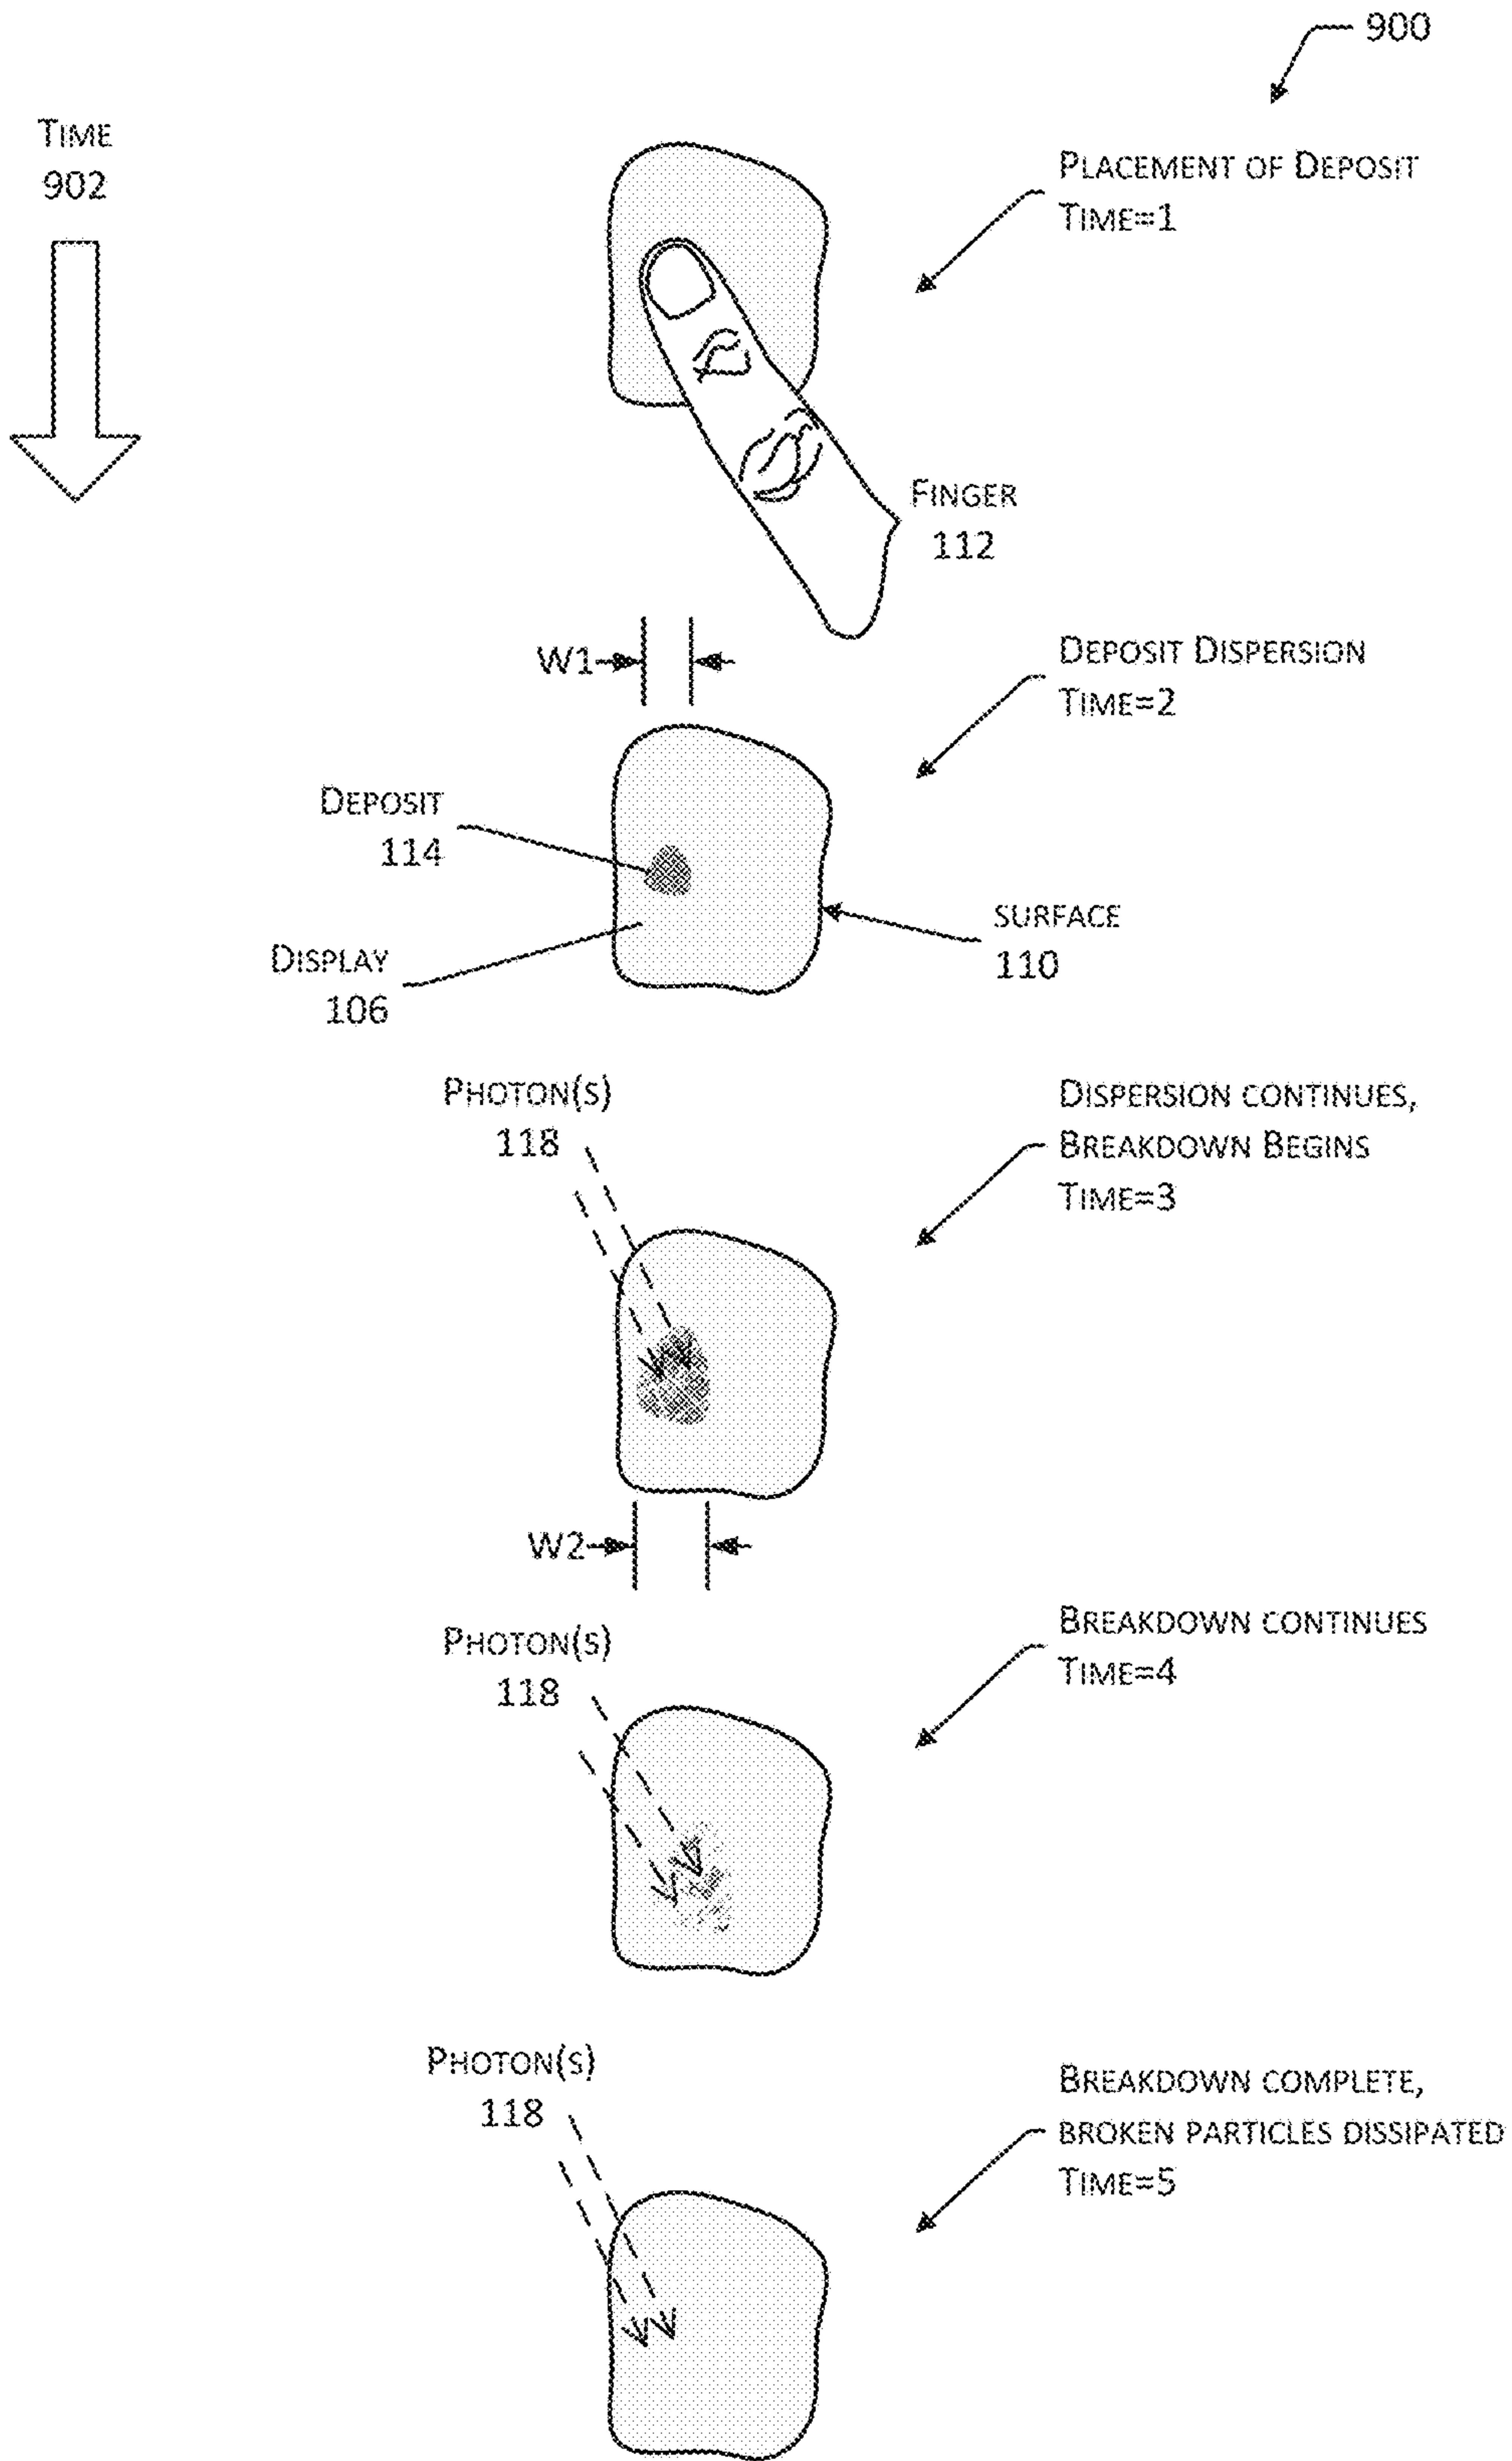 900
TIME
902
PLACEMENT OF DEPOSIT
TIME=1
FINGER
112
W1
DEPOSIT DISPERSION
TIME=2
DEPOSIT
114
SURFACE
110
DISPLAY
106
PHOTON(S)
118
DISPERSION CONTINUES,
BREAKDOWN BEGINS
TIME=3
W2
PHOTON(S)
118
BREAKDOWN CONTINUES
TIME=4
PHOTON(S)
118
BREAKDOWN COMPLETE,
BROKEN PARTICLES DISSIPATED
TIME=5